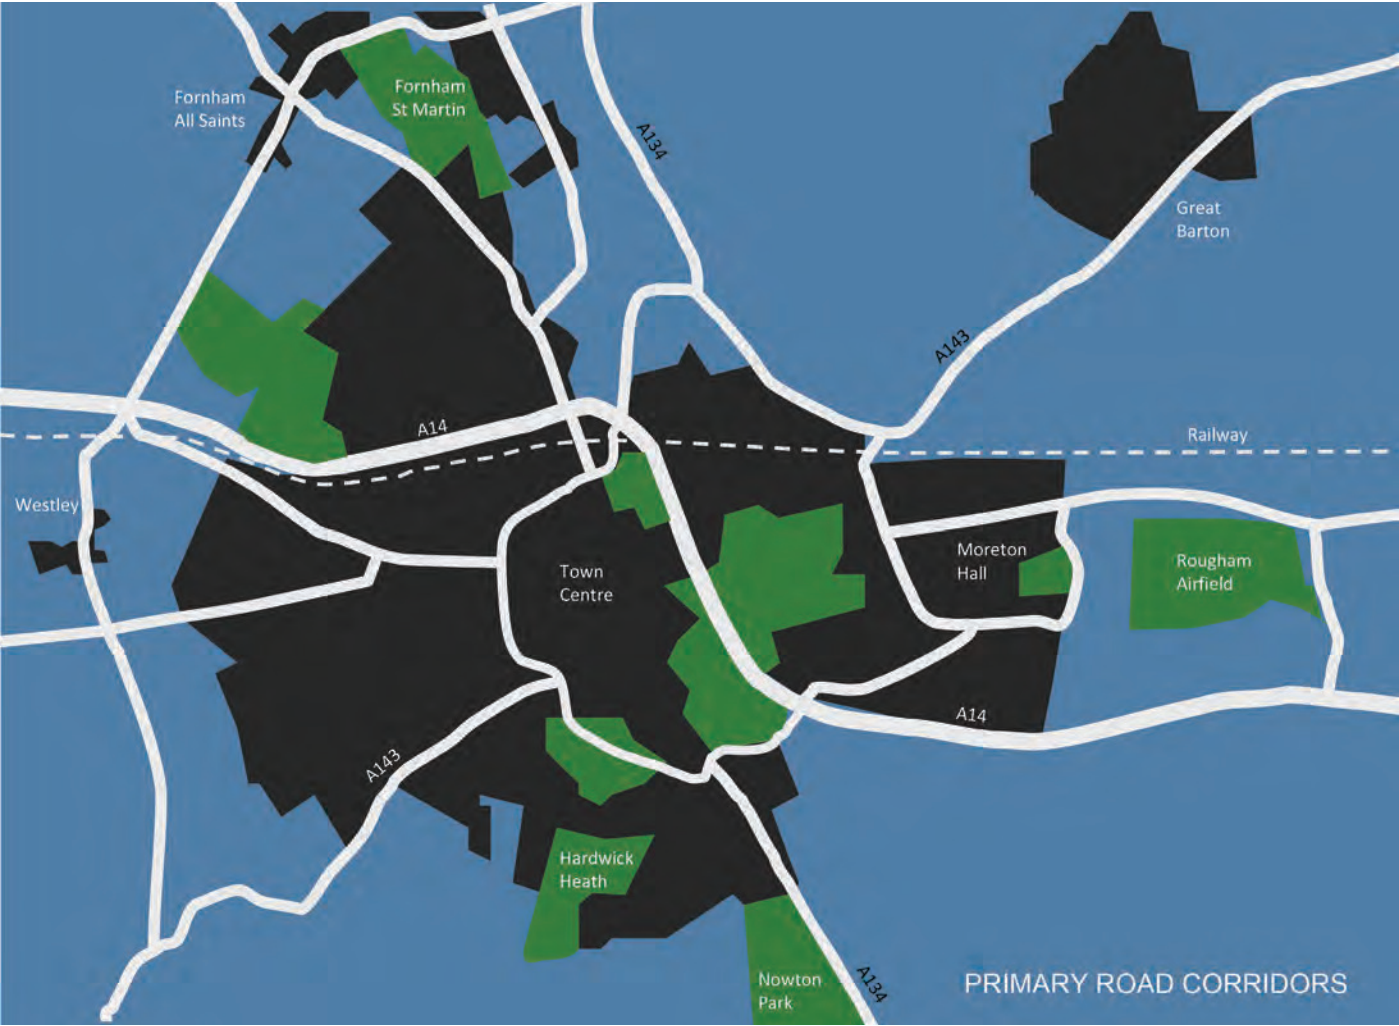 Fornham
St Martin
Fornham
All Saints
A134
Great
Barton
A143
A14
Railway
Westley
Moreton
Hall
Rougham
Airfield
Town
Centre
A14
A143
Hardwick
Heath
Nowton
Park
A134
PRIMARY ROAD CORRIDORS